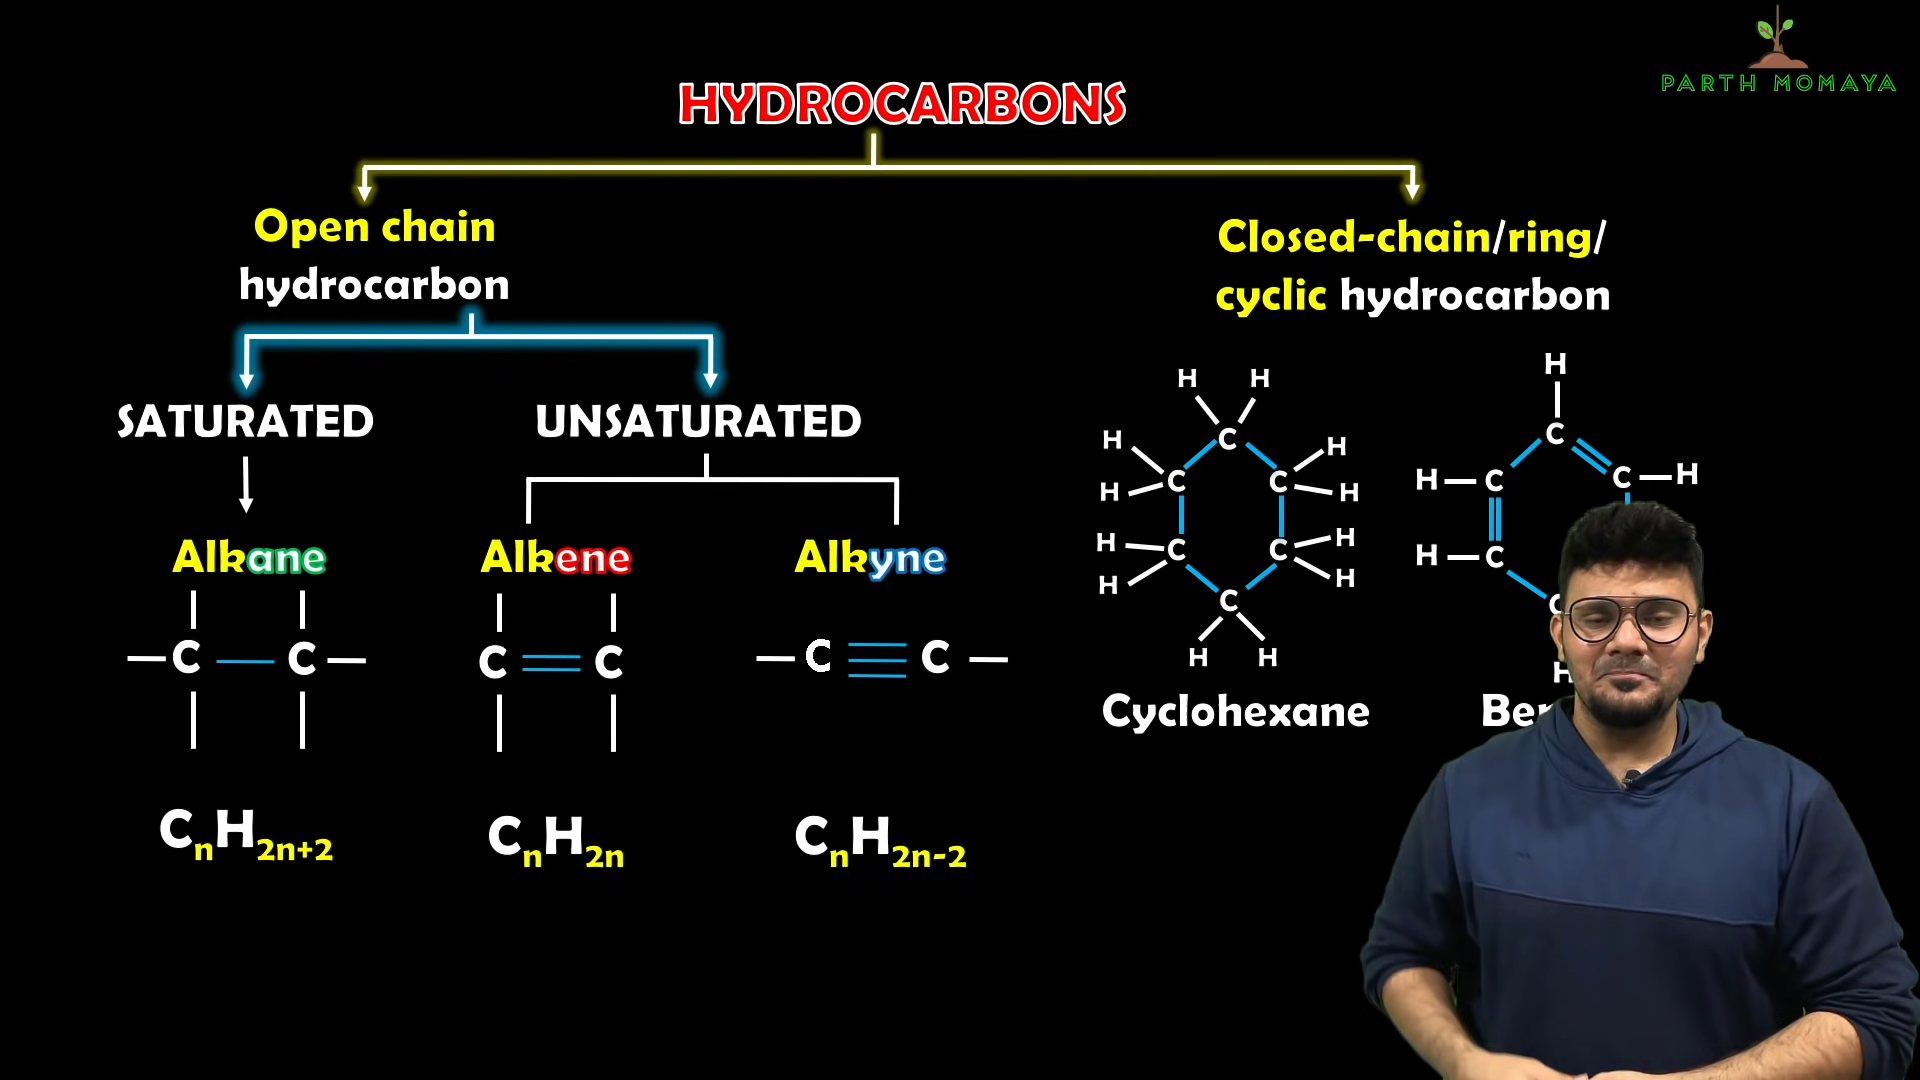 PARTH MOMAYA
HYDROCARBONS
Open chain
hydrocarbon
Closed-chain/ring/
cyclic hydrocarbon
SATURATED
UNSATURATED
Alkane
Alkene
Alkyne
C C
C C
C C
CnH2n+2
CnH2n
CnH2n-2
H H
H C H
H C C H
H C C H
H C H
H H
Cyclohexane
H
C
H C C H
H C
H